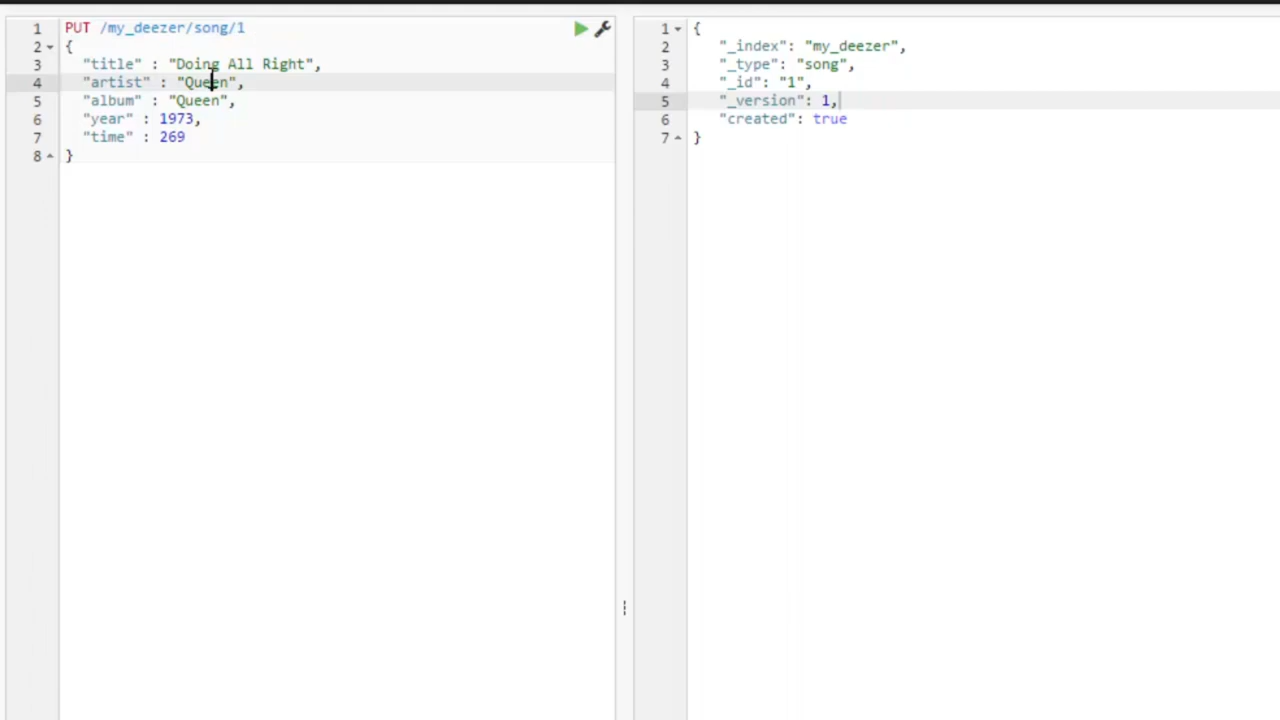 1 PUT /my_deezer/song/1
2 {
3 "title" : "Doing All Right",
4 "artist" : "Queen",
5 "album" : "Queen",
6 "year" : 1973,
7 "time" : 269
8 }
1 {
2 "_index": "my_deezer",
3 "_type": "song",
4 "_id": "1",
5 "_version": 1,
6 "created": true
7 }